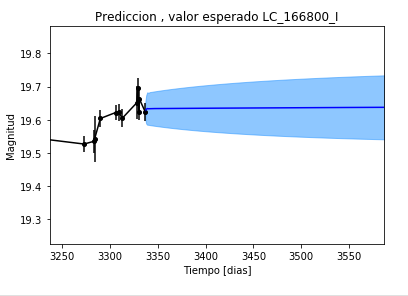 Prediccion , valor esperado LC_166800_I
19.8
19.7
19.6
19.5
19.4
19.3
Magnitud
3250 3300 3350 3400 3450 3500 3550
Tiempo [dias]